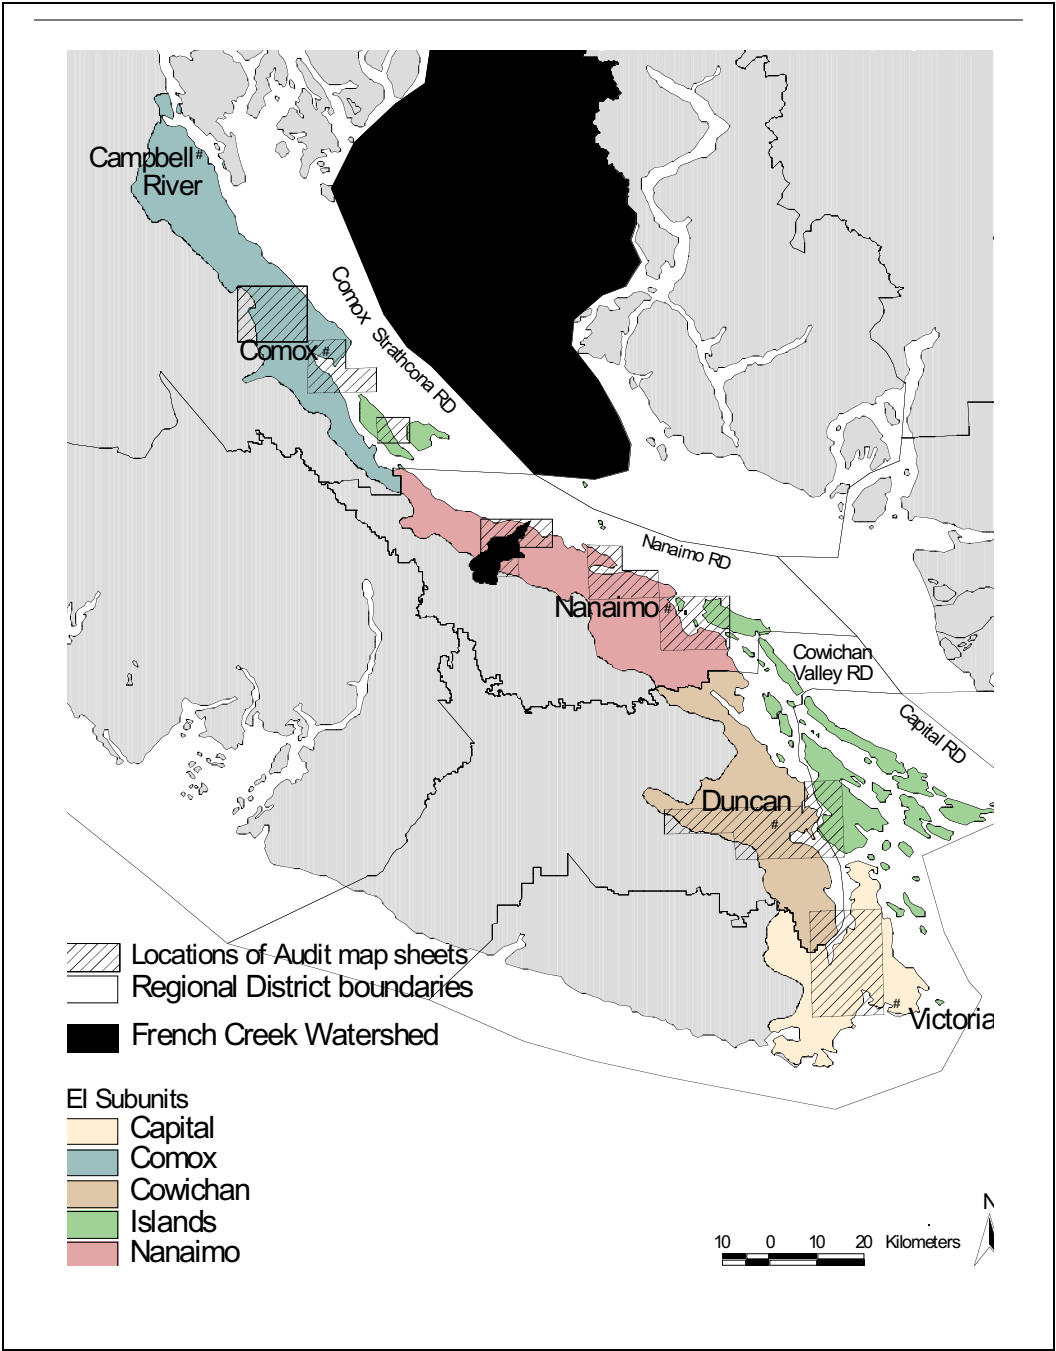 Campbell #
River
Comox Strathcona RD
Comox #
Nanaimo RD
Nanaimo #
Cowichan
Valley RD
Capital RD
Duncan
#
Locations of Audit map sheets
Regional District boundaries
#
Victoria
French Creek Watershed
EI Subunits
Capital
Comox
Cowichan
Islands
Nanaimo
N
10 0 10 20 Kilometers